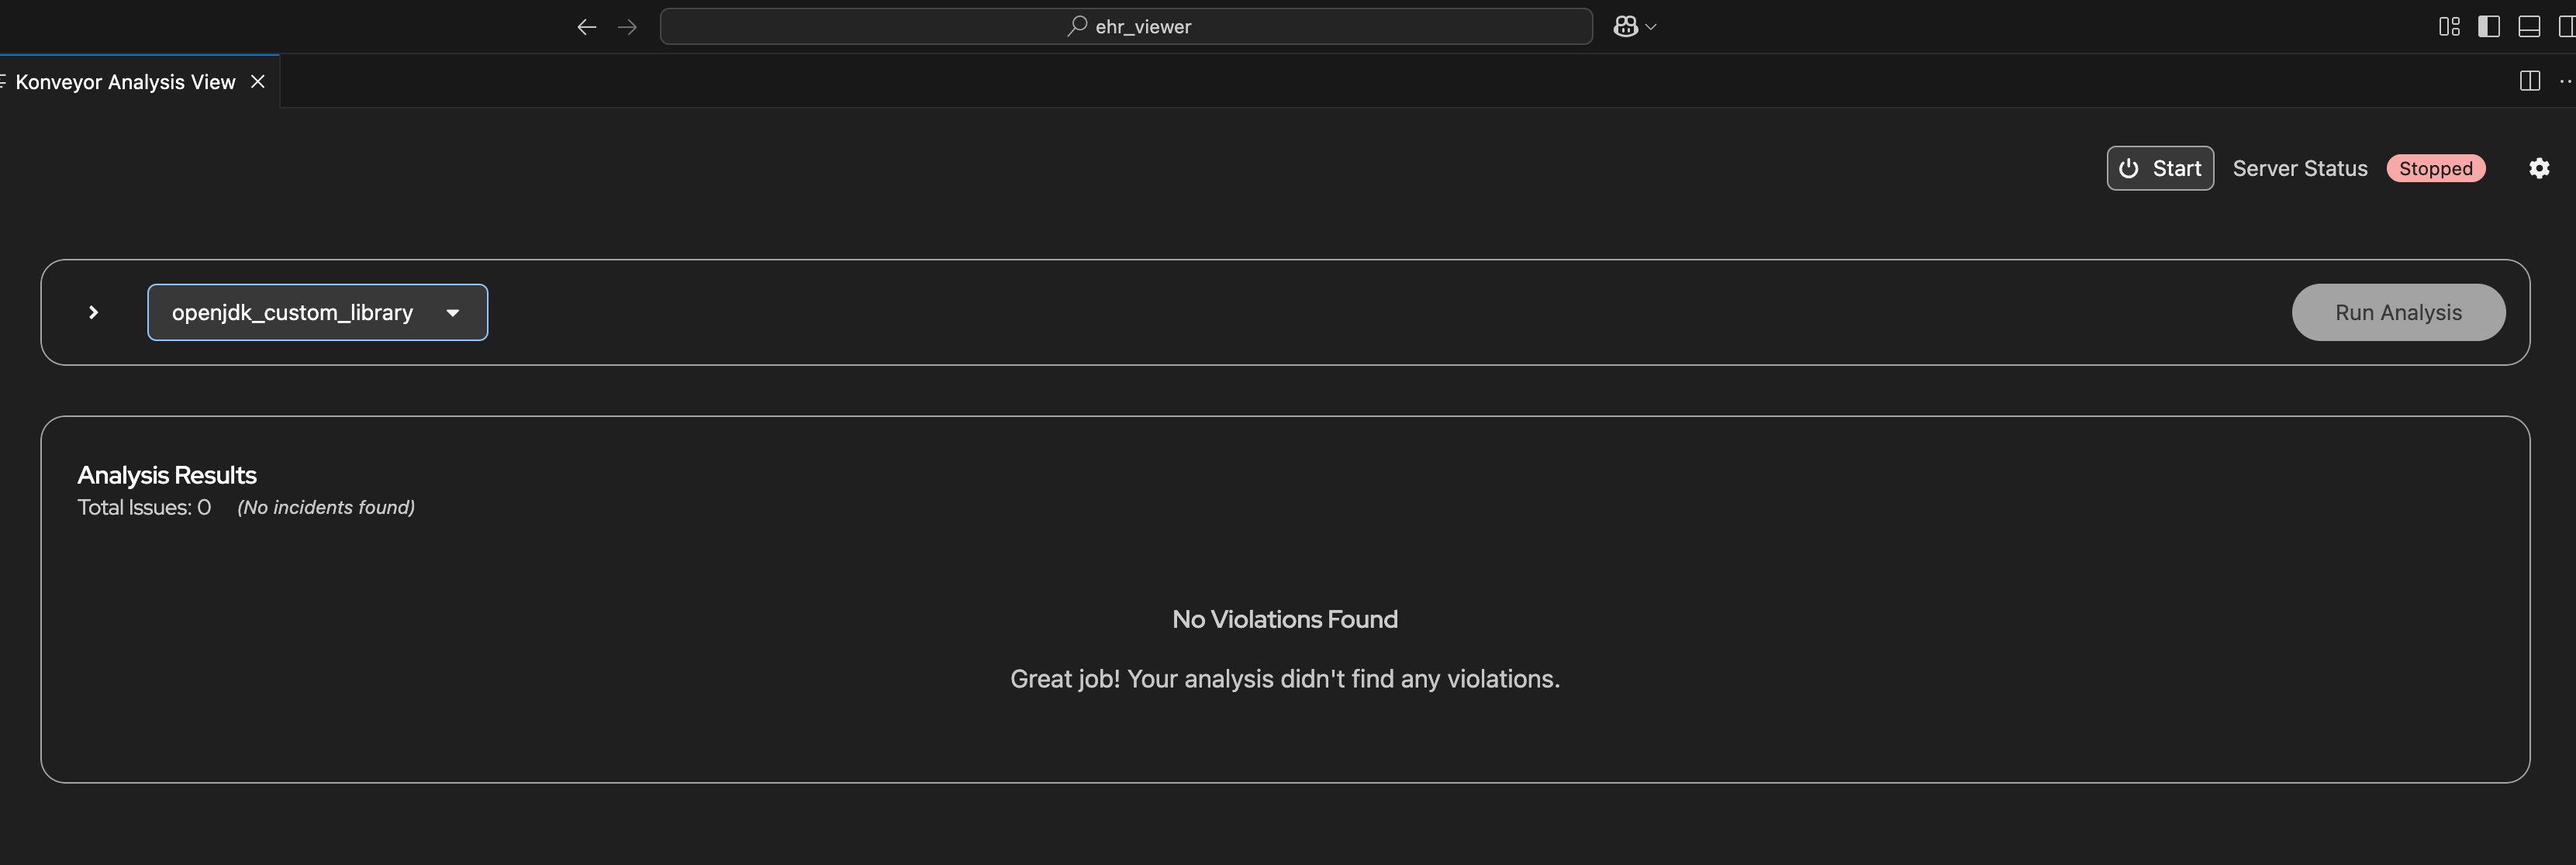 ehr_viewer
Konveyor Analysis View
Start Server Status Stopped
openjdk_custom_library Run Analysis
Analysis Results
Total Issues: 0 (No incidents found)
No Violations Found
Great job! Your analysis didn't find any violations.